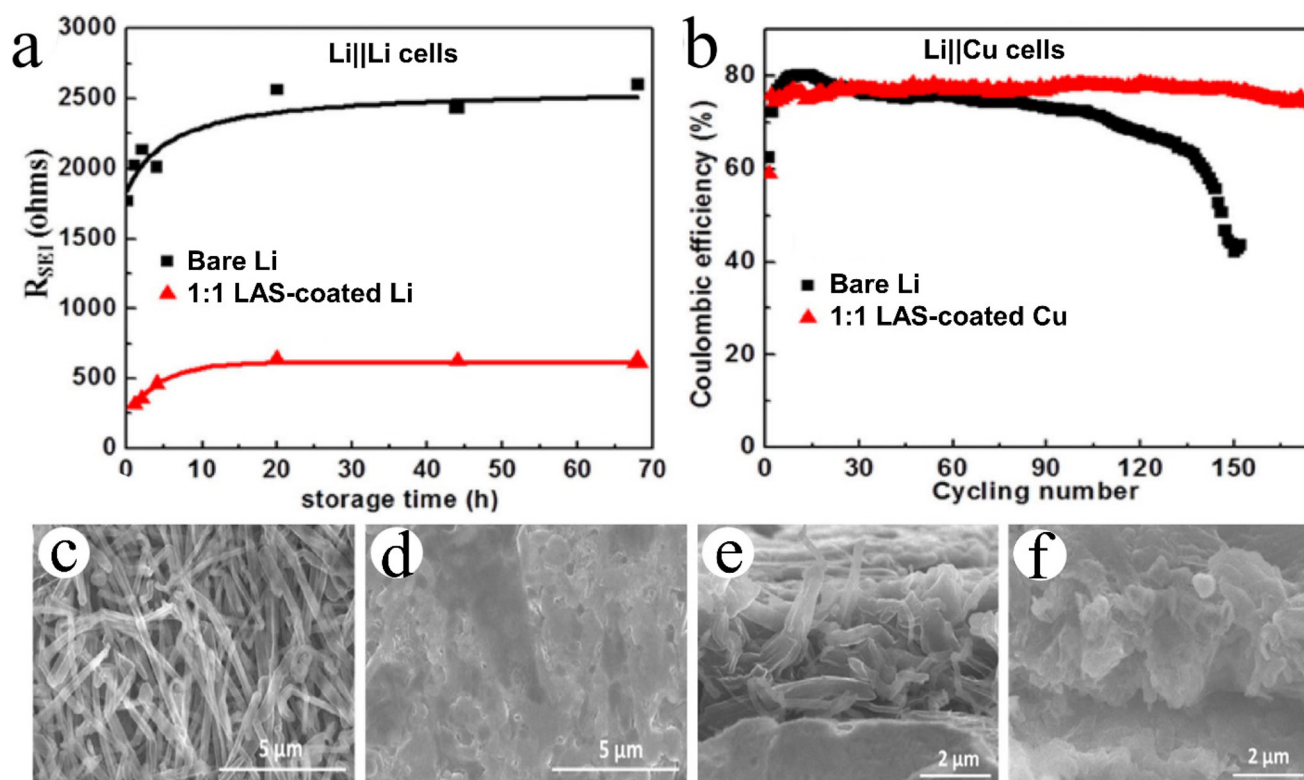 a
Li||Li cells
3000
2500
2000
1500
1000
500
0
R_SEI (ohms)
Bare Li
1:1 LAS-coated Li
0 10 20 30 40 50 60 70
storage time (h)
b
Li||Cu cells
80
60
40
20
0
Coulombic efficiency (%)
Bare Li
1:1 LAS-coated Cu
0 30 60 90 120 150
Cycling number
c
5 μm
d
5 μm
e
2 μm
f
2 μm